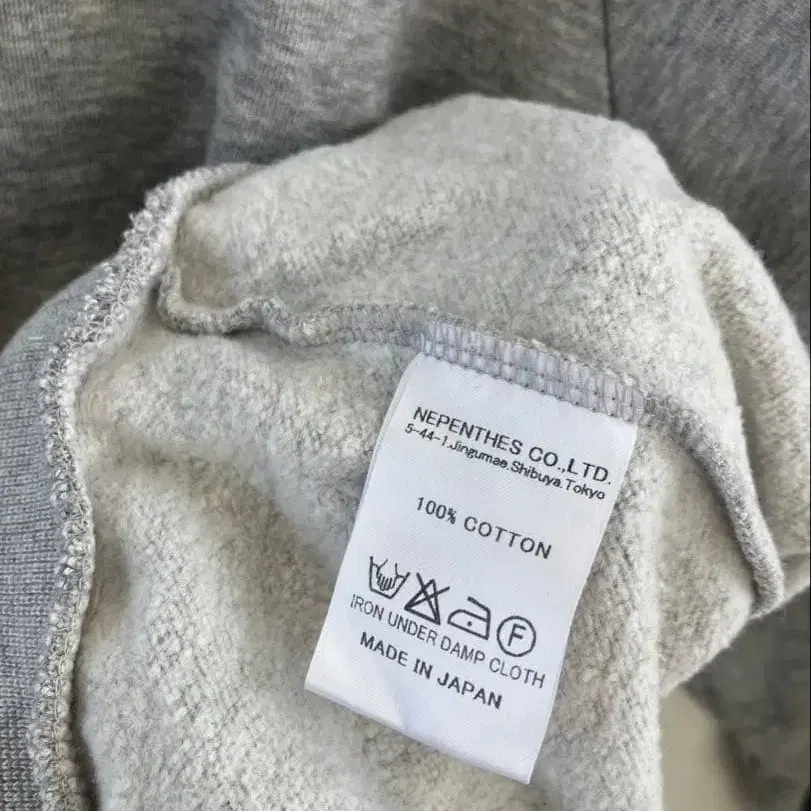 NEPENTHES CO.,LTD.
5-44-1.Jingumae.Shibuya.Tokyo
100% COTTON
F
IRON UNDER DAMP CLOTH
MADE IN JAPAN